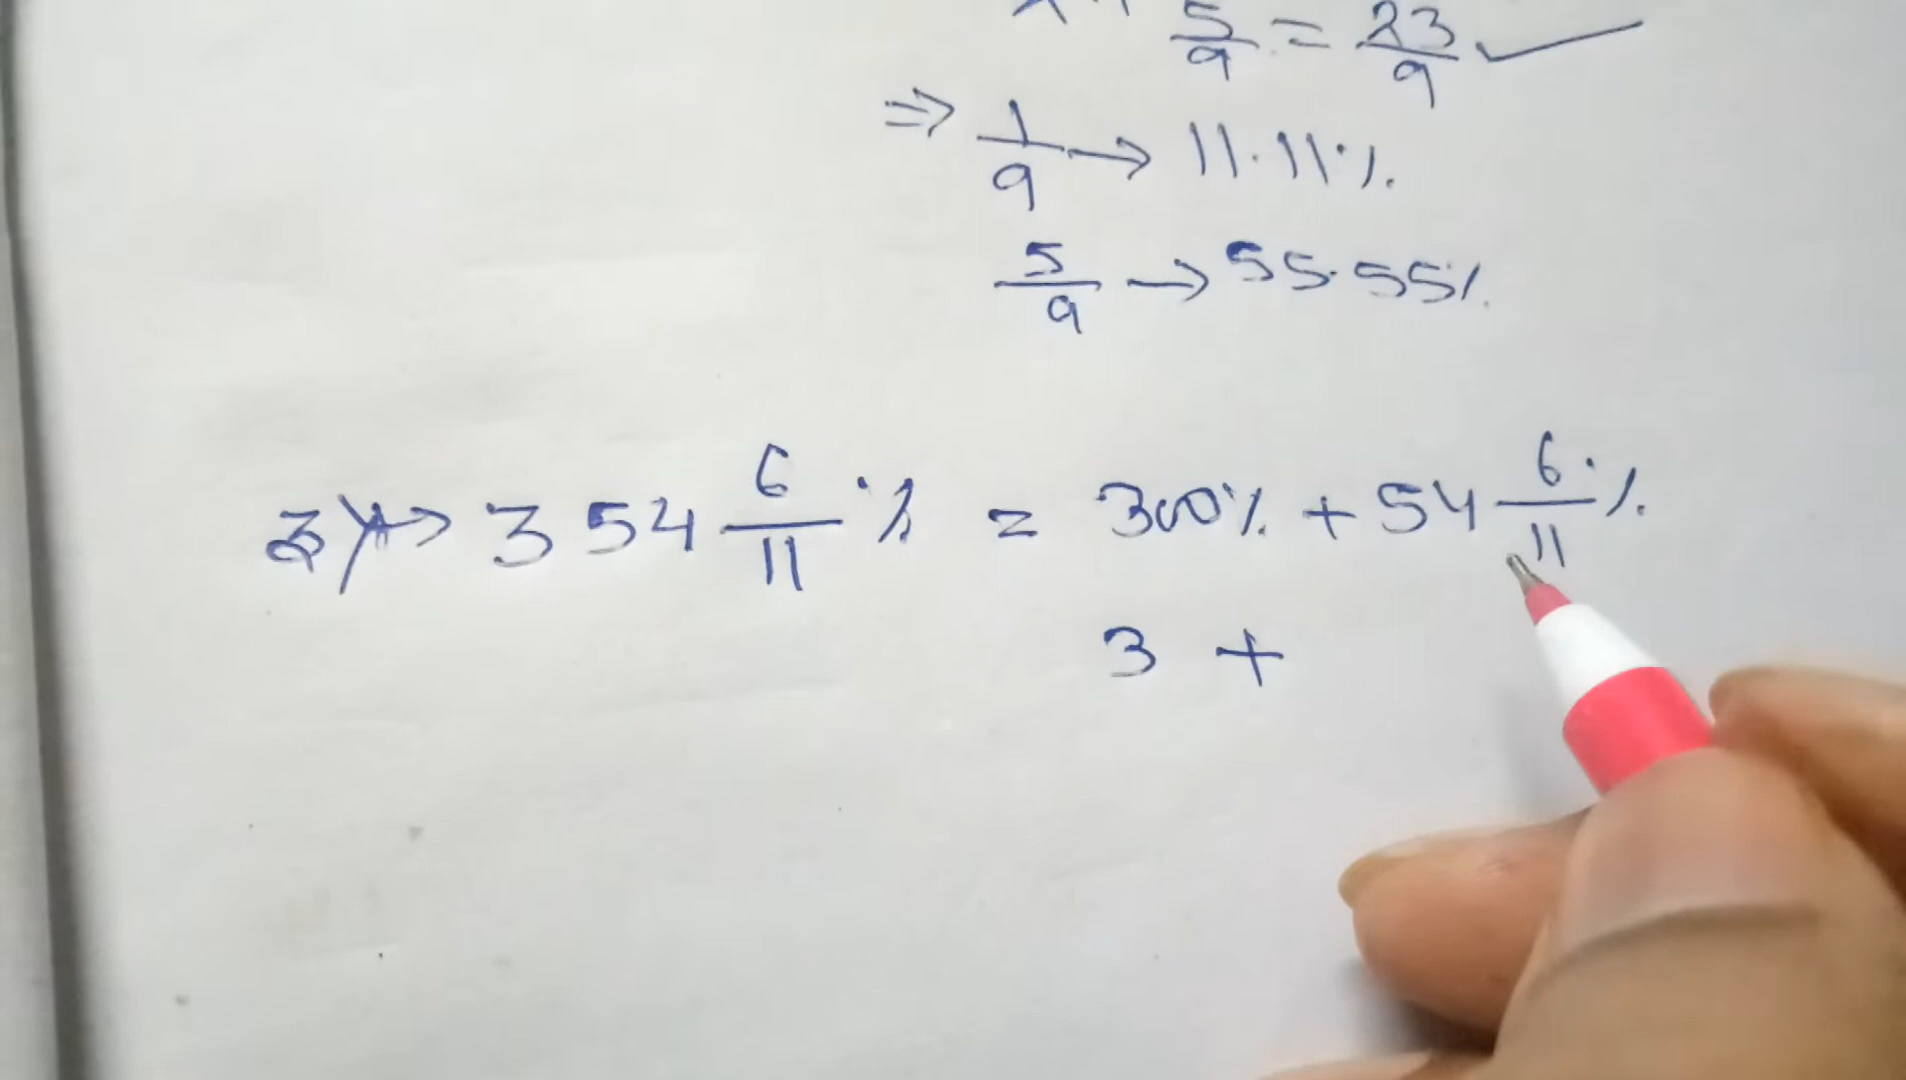 5/9 = 23/9 ✓
⇒ 1/9 → 11.11%
5/9 → 55.55%
3) → 354 6/11 % = 300% + 54 6/11 %
3 +